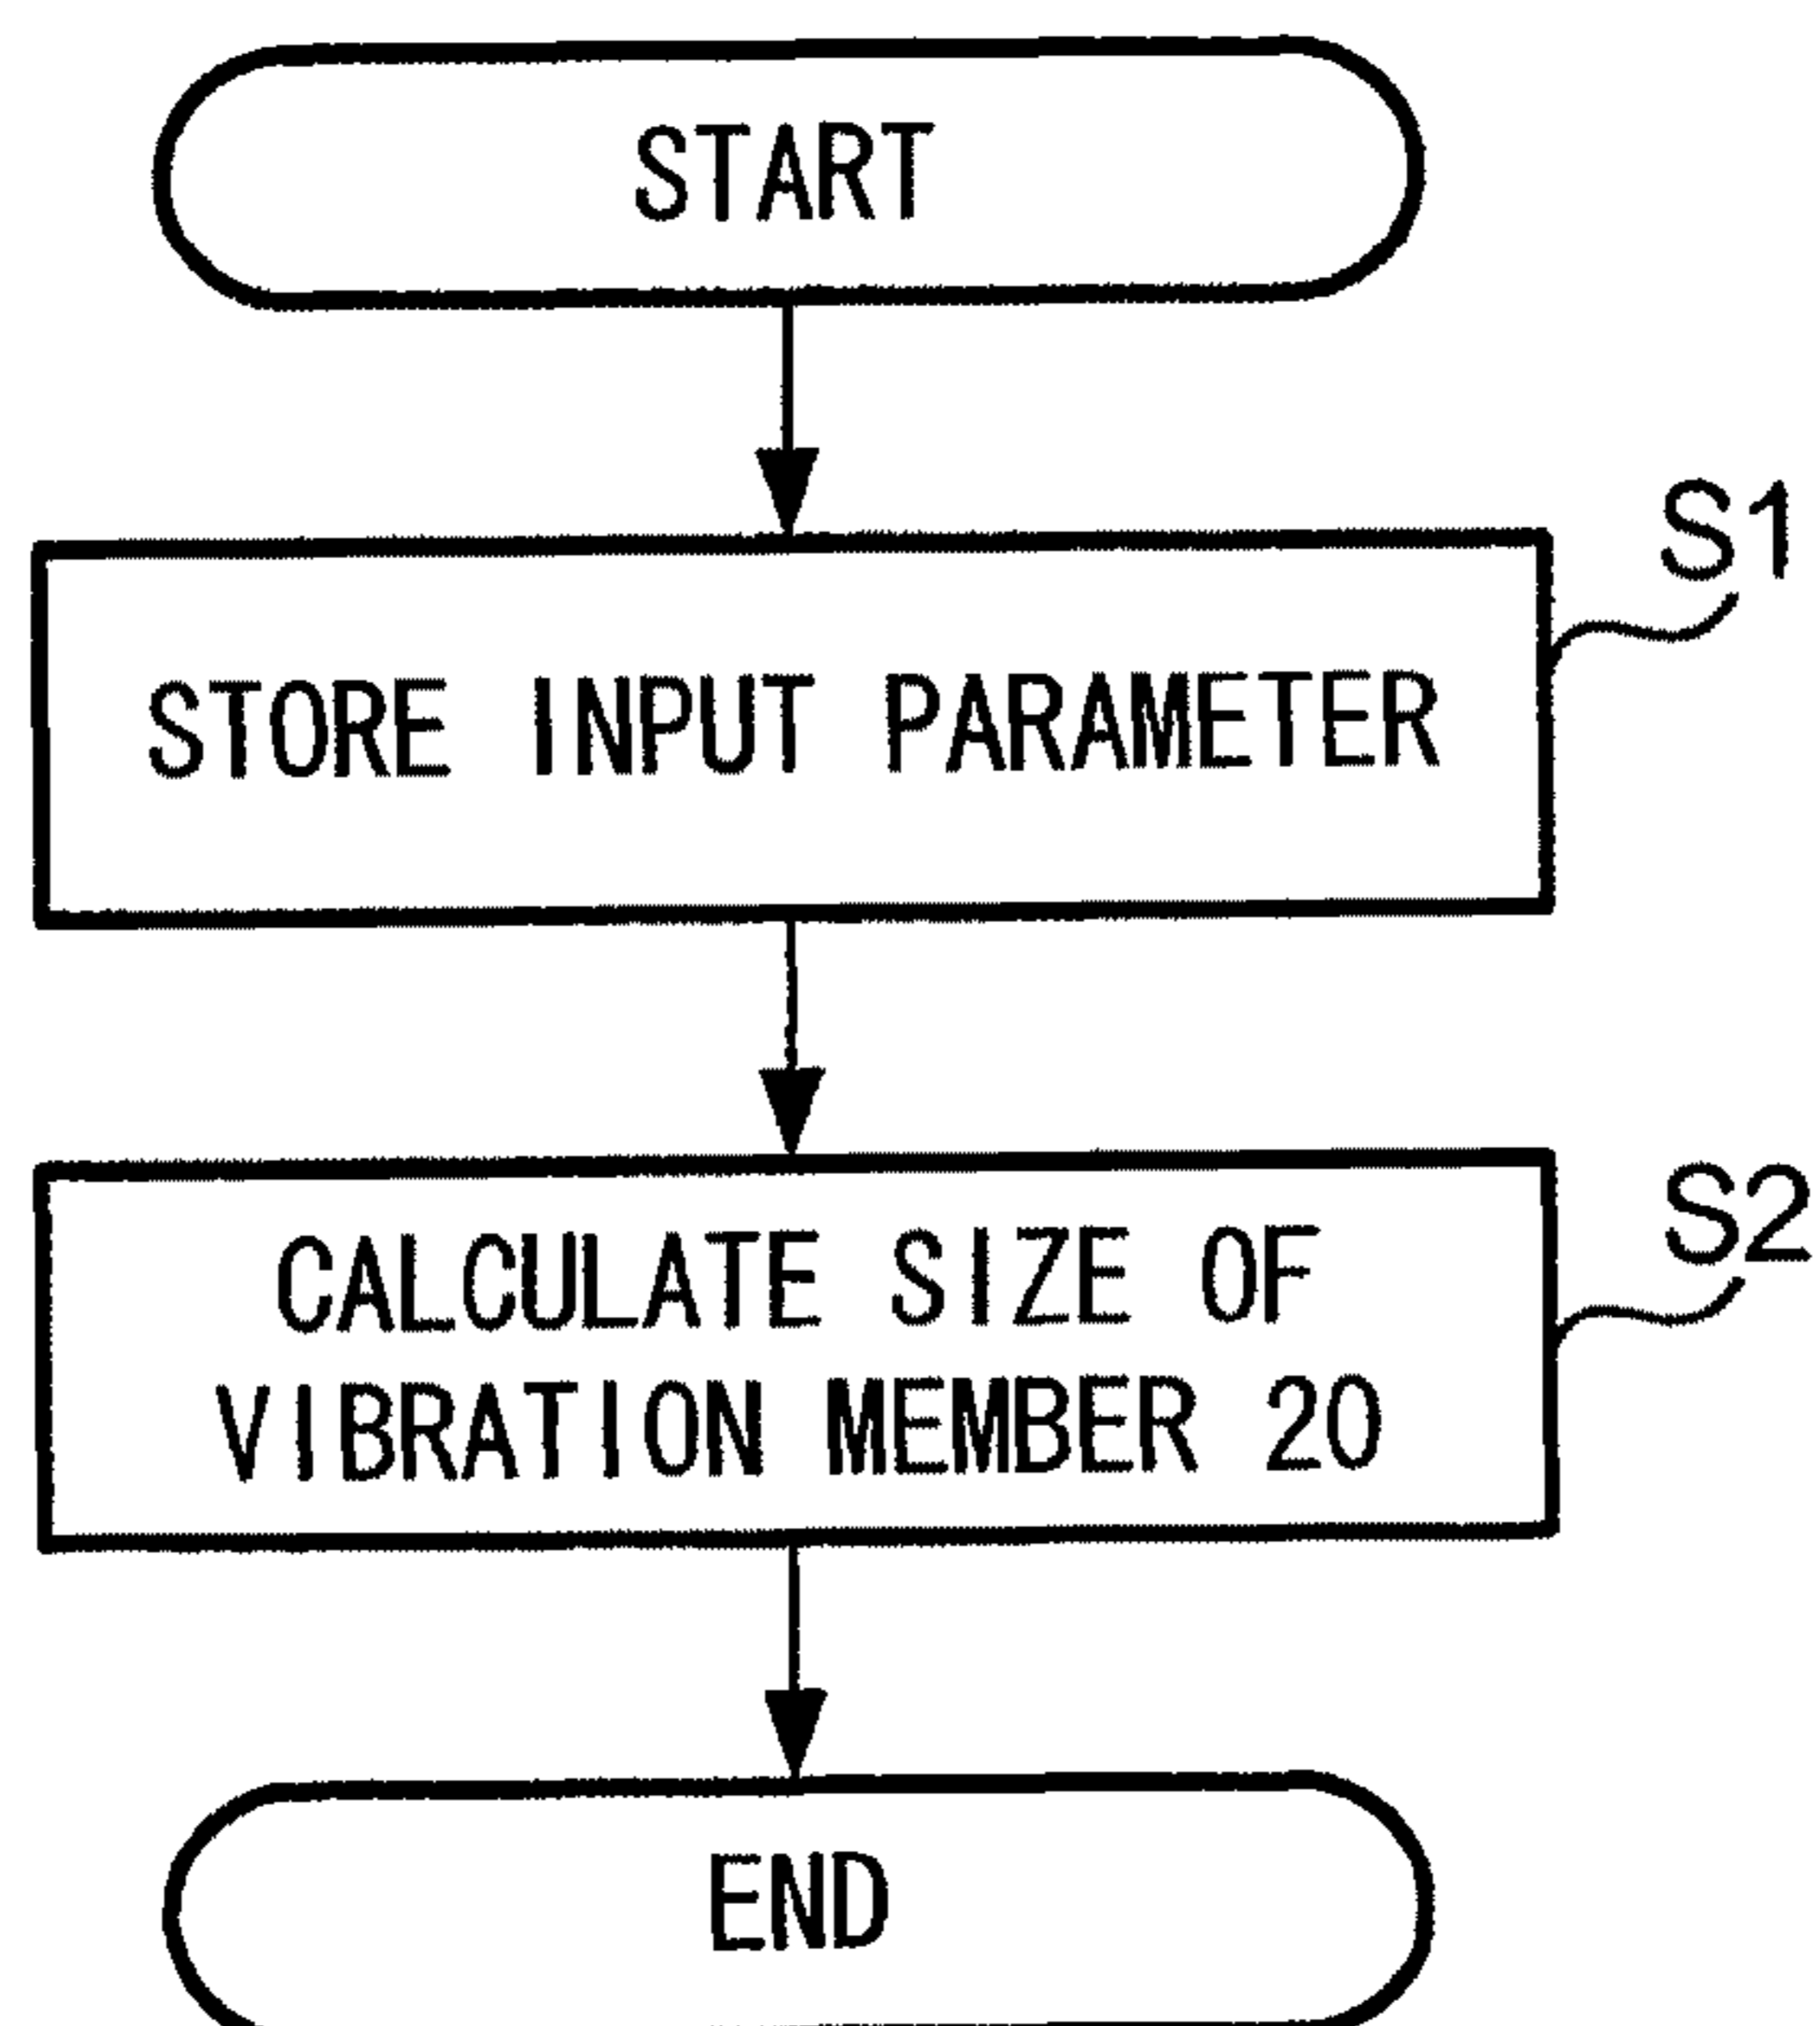 START
S1
STORE INPUT PARAMETER
S2
CALCULATE SIZE OF
VIBRATION MEMBER 20
END